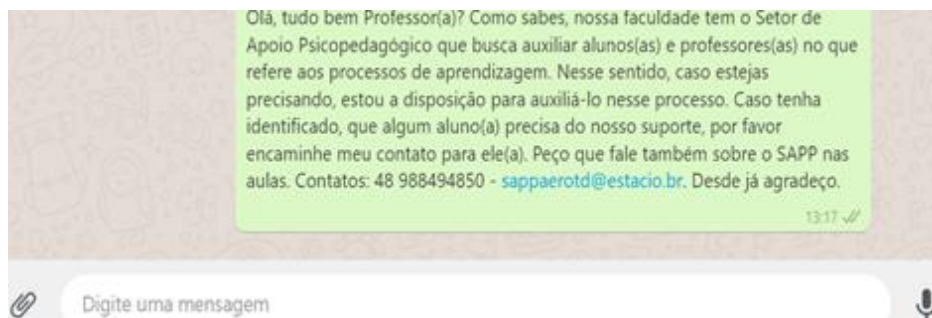 Olá, tudo bem Professor(a)? Como sabes, nossa faculdade tem o Setor de
Apoio Psicopedagógico que busca auxiliar alunos(as) e professores(as) no que
refere aos processos de aprendizagem. Nesse sentido, caso estejas
precisando, estou a disposição para auxiliá-lo nesse processo. Caso tenha
identificado, que algum aluno(a) precisa do nosso suporte, por favor
encaminhe meu contato para ele(a). Peço que fale também sobre o SAPP nas
aulas. Contatos: 48 988494850 - sappaerotd@estacio.br. Desde já agradeço.
13:17
Digite uma mensagem